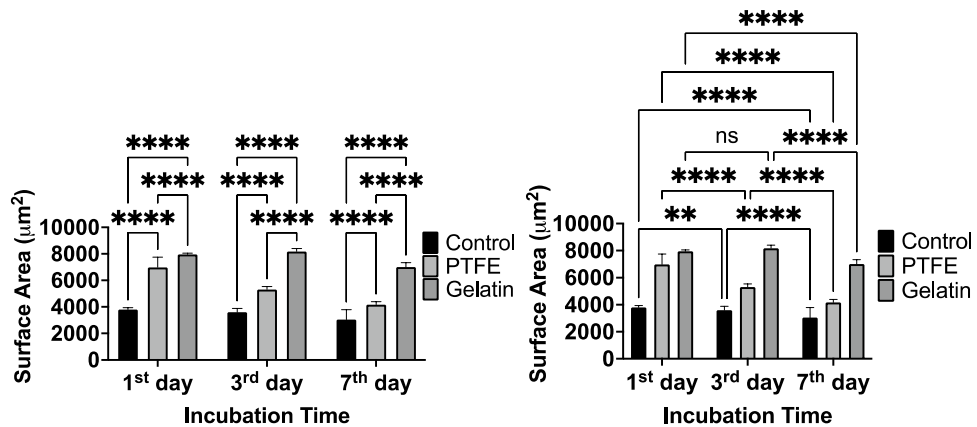 ****
****
****
****
****
****
****
****
****
Surface Area (μm²)
10000
8000
6000
4000
2000
0
1st day
3rd day
7th day
Incubation Time
Control
PTFE
Gelatin
****
****
****
ns
****
****
****
**
****
Surface Area (μm²)
10000
8000
6000
4000
2000
0
1st day
3rd day
7th day
Incubation Time
Control
PTFE
Gelatin